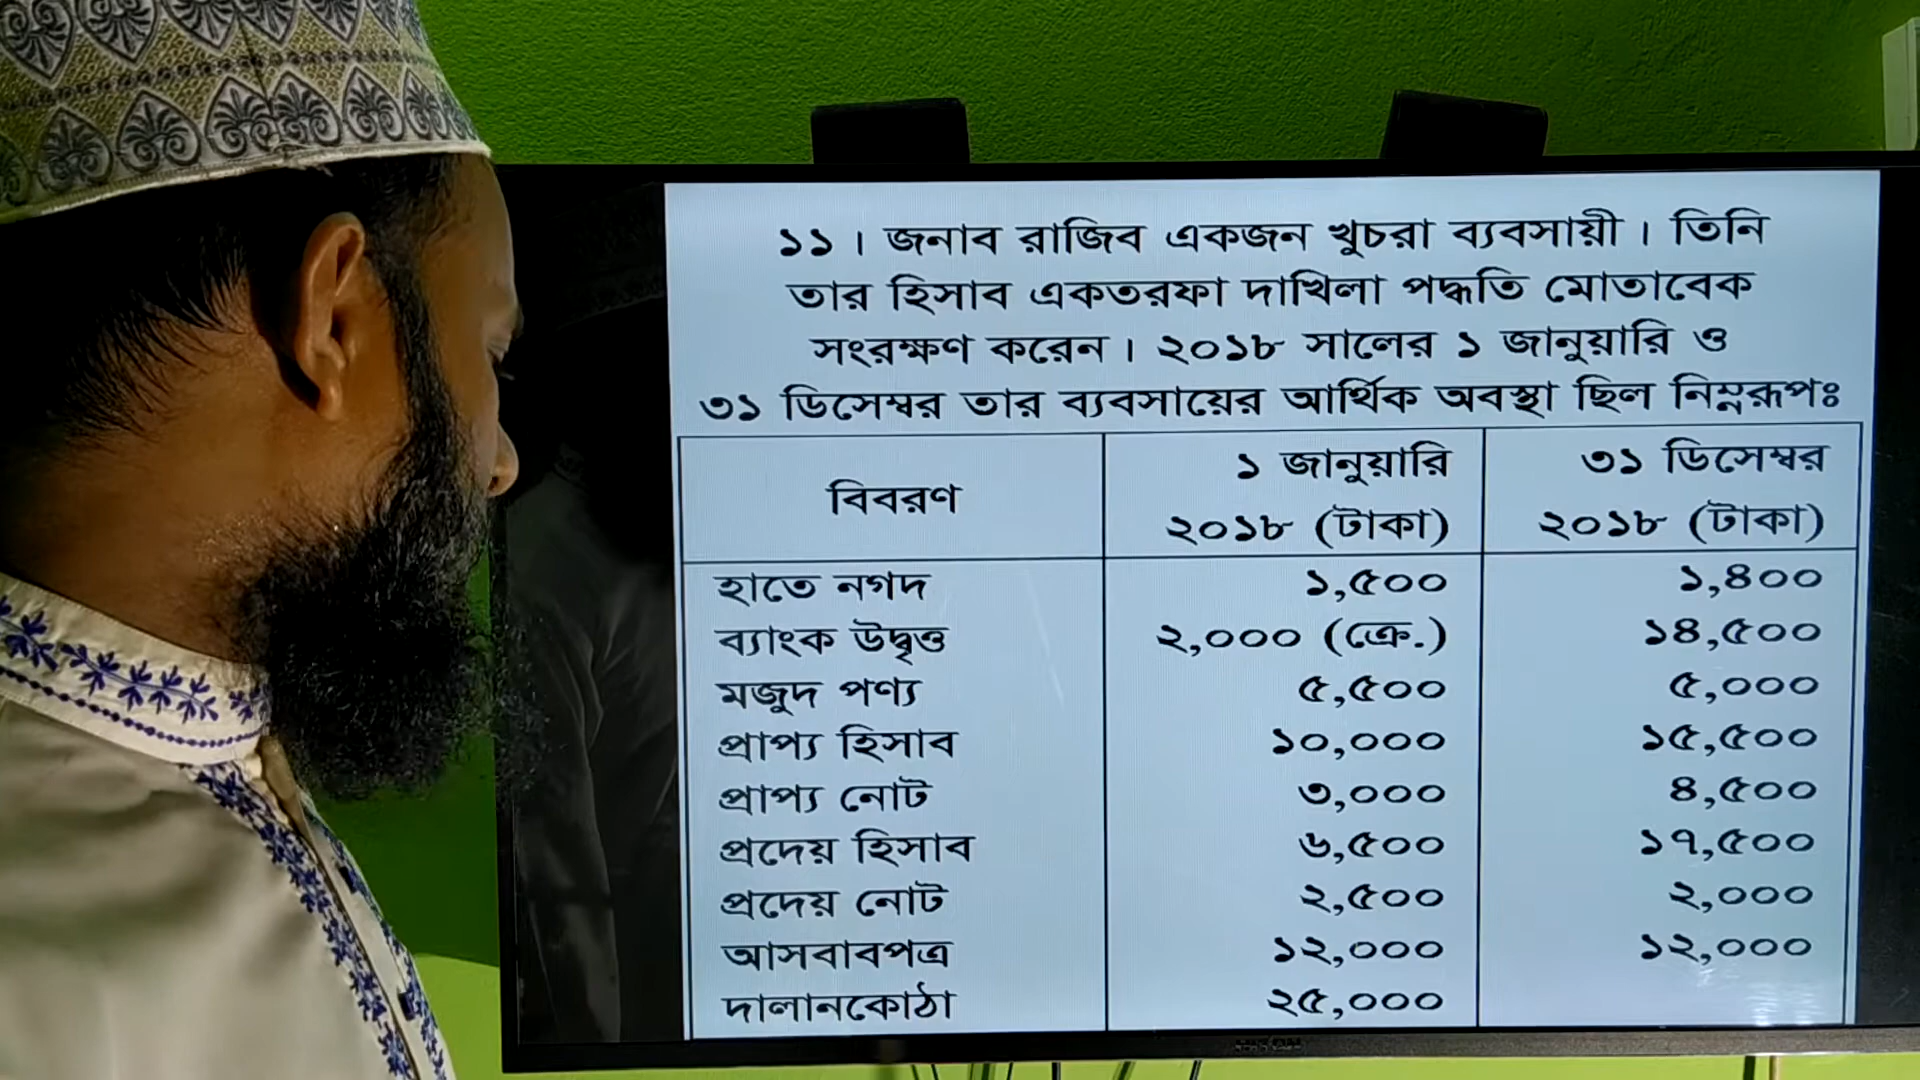 ১১। জনাব রাজিব একজন খুচরা ব্যবসায়ী। তিনি
তার হিসাব একতরফা দাখিলা পদ্ধতি মোতাবেক
সংরক্ষণ করেন। ২০১৮ সালের ১ জানুয়ারি ও
৩১ ডিসেম্বর তার ব্যবসায়ের আর্থিক অবস্থা ছিল নিম্নরূপঃ
বিবরণ ১ জানুয়ারি ২০১৮ (টাকা) ৩১ ডিসেম্বর ২০১৮ (টাকা)
হাতে নগদ ১,৫০০ ১,৪০০
ব্যাংক উদ্বৃত্ত ২,০০০ (ক্রে.) ১৪,৫০০
মজুদ পণ্য ৫,৫০০ ৫,০০০
প্রাপ্য হিসাব ১০,০০০ ১৫,৫০০
প্রাপ্য নোট ৩,০০০ ৪,৫০০
প্রদেয় হিসাব ৬,৫০০ ১৭,৫০০
প্রদেয় নোট ২,৫০০ ২,০০০
আসবাবপত্র ১২,০০০ ১২,০০০
দালানকোঠা ২৫,০০০